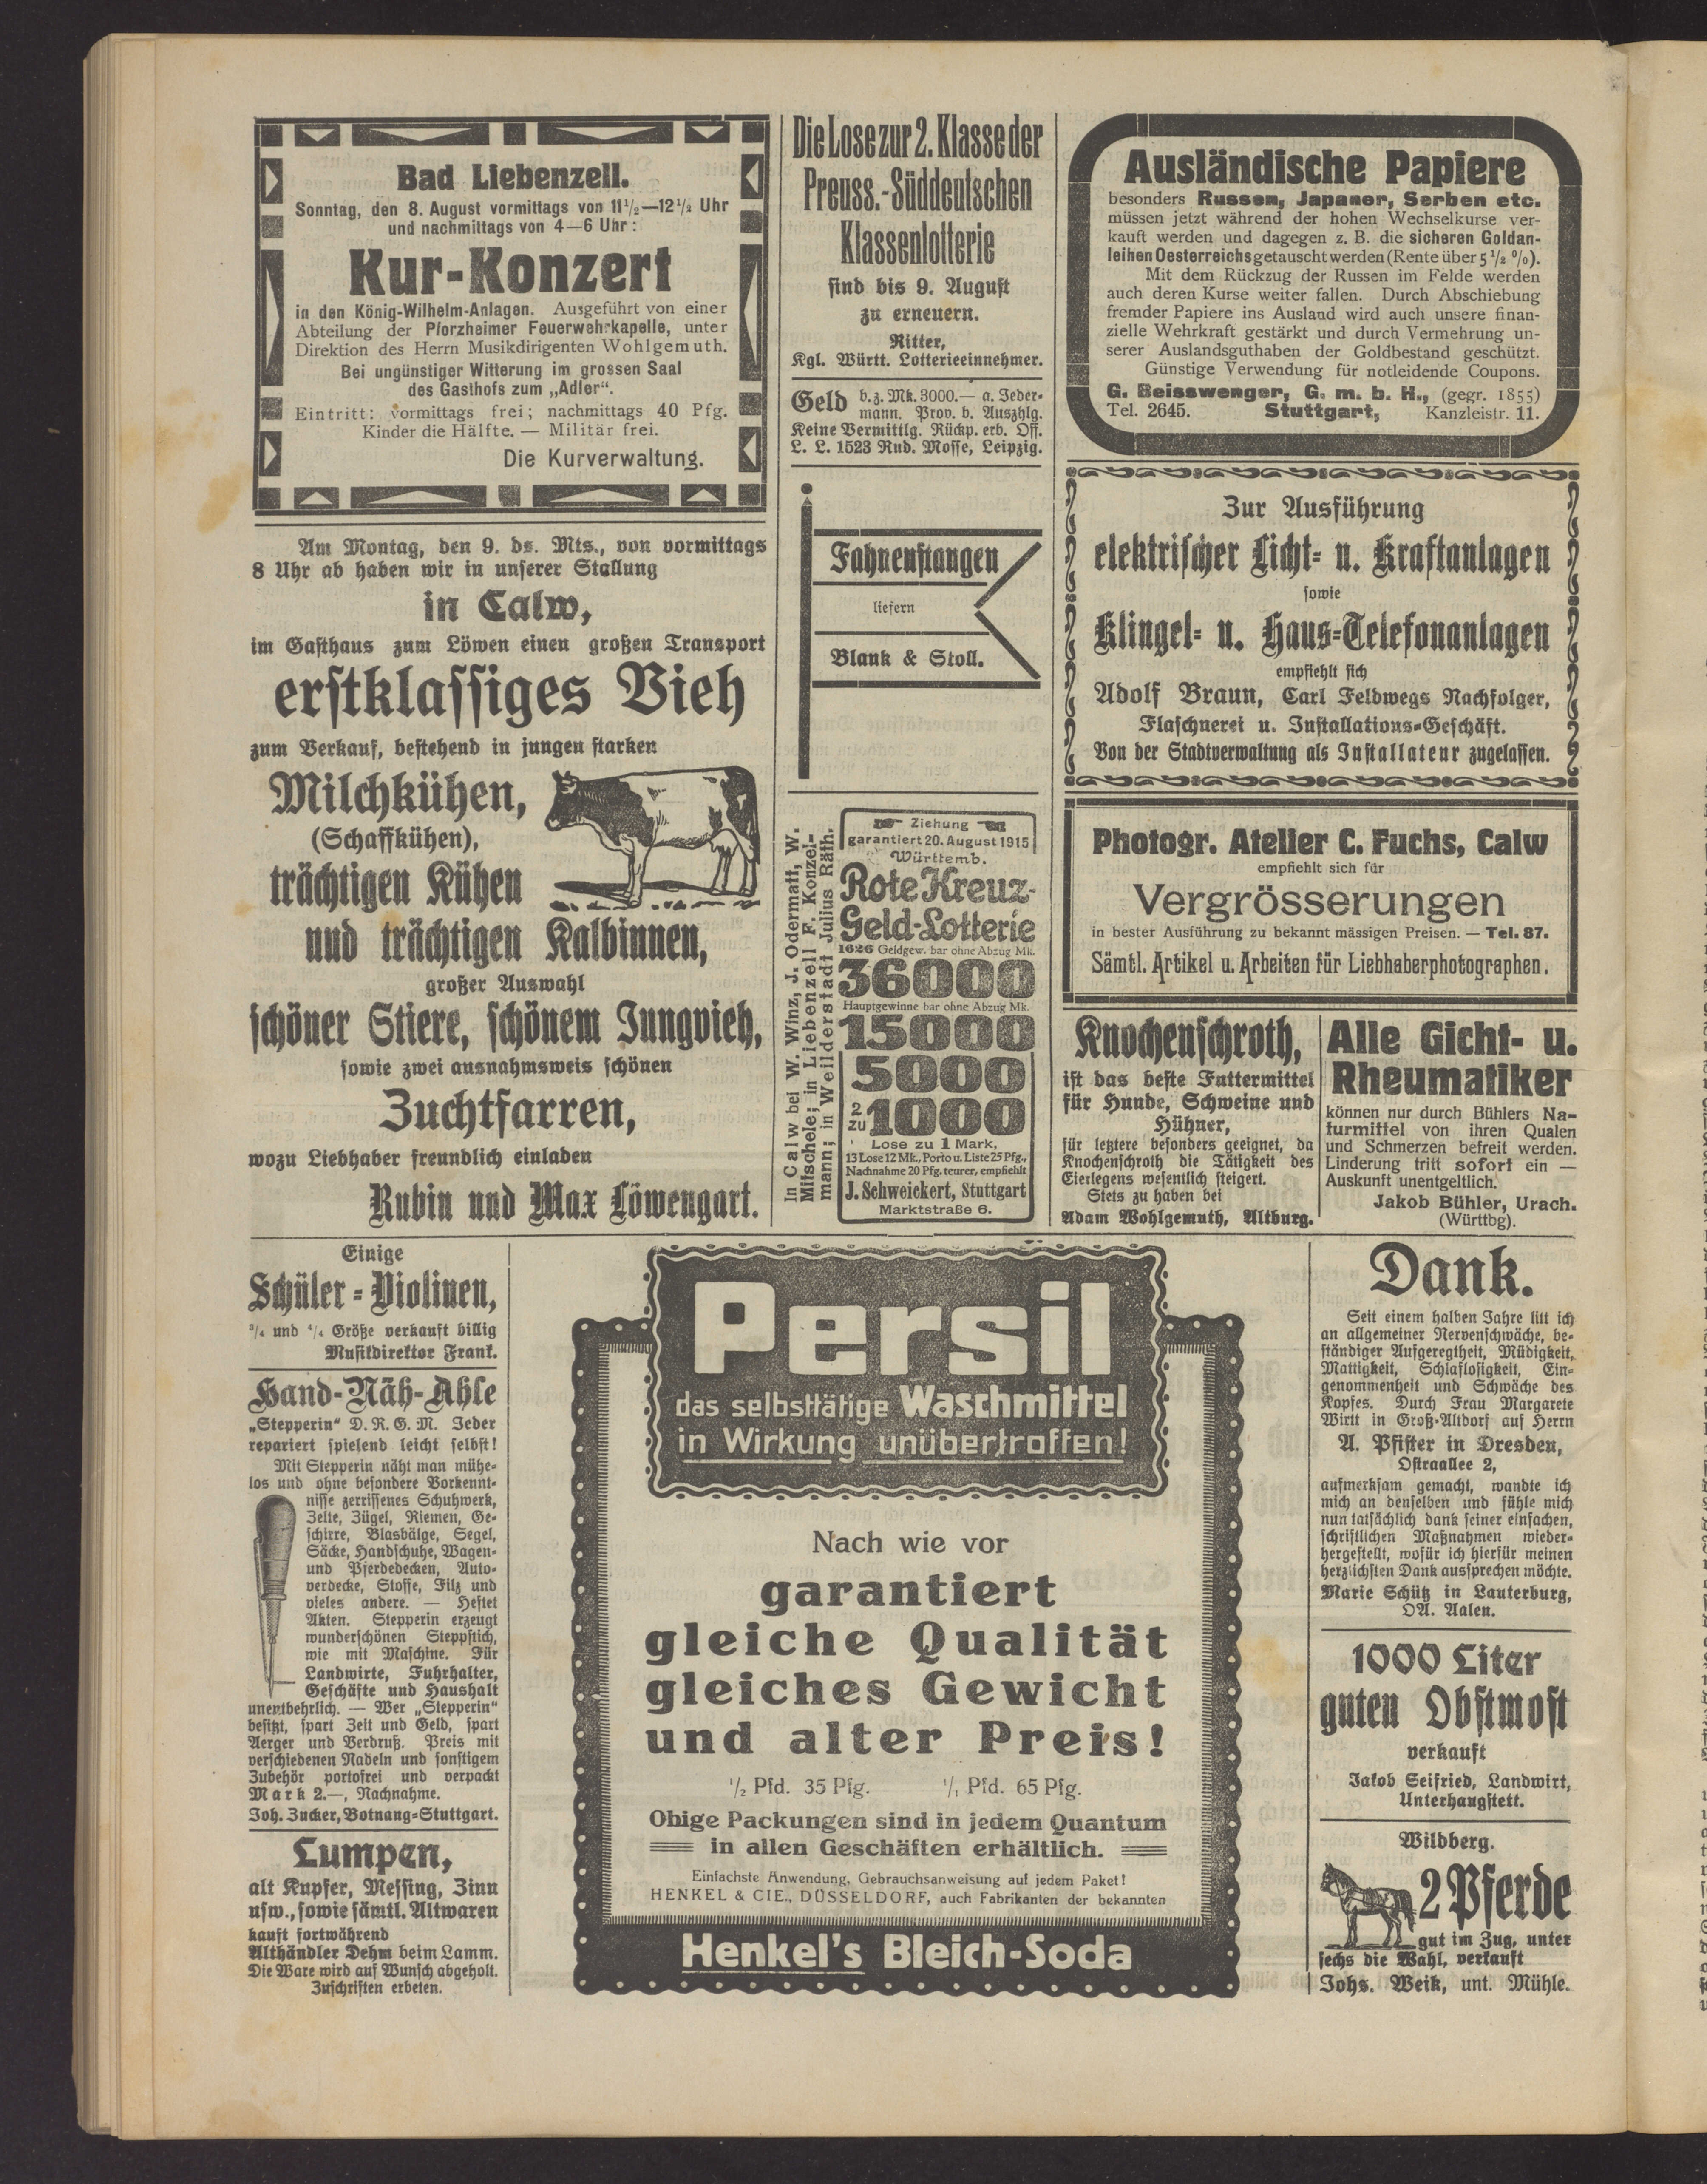 Bad Liebenzell.
Sonntag, den 8. August vormittags von 11½—12½ Uhr
und nachmittags von 4—6 Uhr:
Kur-Konzert
in den König-Wilhelm-Anlagen. Ausgeführt von einer
Abteilung der Pforzheimer Feuerwehrkapelle, unter
Direktion des Herrn Musikdirigenten Wohlgemuth.
Bei ungünstiger Witterung im grossen Saal
des Gasthofs zum „Adler“.
Eintritt: vormittags frei; nachmittags 40 Pfg.
Kinder die Hälfte. — Militär frei.
Die Kurverwaltung.
Am Montag, den 9. ds. Mts., von vormittags
8 Uhr ab haben wir in unserer Stallung
in Calw,
im Gasthaus zum Löwen einen großen Transport
erstklassiges Vieh
zum Verkauf, bestehend in jungen starken
Milchkühen,
(Schaffkühen),
trächtigen Kühen
und trächtigen Kalbinnen,
großer Auswahl
schöner Stiere, schönem Jungvieh,
sowie zwei ausnahmsweis schönen
Zuchtfarren,
wozu Liebhaber freundlich einladen
Rubin und Max Löwengart.
Die Lose zur 2. Klasse der
Preuss.-Süddeutschen
Klassenlotterie
sind bis 9. August
zu erneuern.
Ritter,
Kgl. Württ. Lotterieeinnehmer.
Geld b. z. Mk. 3000.— a. Jeder-
mann. Prov. b. Auszhlg.
Keine Vermittlg. Rückp. erb. Off.
L. L. 1523 Rud. Mosse, Leipzig.
Fahnenstangen
liefern
Blank & Stoll.
In Calw bei W. Winz, J. Odermatt, W.
Mitschele; in Liebenzell F. Konzel-
mann; in Weilderstadt Julius Räth.
Ziehung
garantiert 20. August 1915
Württemb.
Rote Kreuz-
Geld-Lotterie
1626 Geldgew. bar ohne Abzug Mk.
36000
Hauptgewinne bar ohne Abzug Mk.
15000
5000
2 zu 1000
Lose zu 1 Mark,
13 Lose 12 Mk., Porto u. Liste 25 Pfg.,
Nachnahme 20 Pfg. teurer, empfiehlt
J. Schweickert, Stuttgart
Marktstraße 6.
Ausländische Papiere
besonders Russen, Japaner, Serben etc.
müssen jetzt während der hohen Wechselkurse ver-
kauft werden und dagegen z. B. die sicheren Goldan-
leihen Oesterreichs getauscht werden (Rente über 5½ %).
Mit dem Rückzug der Russen im Felde werden
auch deren Kurse weiter fallen. Durch Abschiebung
fremder Papiere ins Ausland wird auch unsere finan-
zielle Wehrkraft gestärkt und durch Vermehrung un-
serer Auslandsguthaben der Goldbestand geschützt.
Günstige Verwendung für notleidende Coupons.
G. Beisswenger, G. m. b. H., (gegr. 1855)
Tel. 2645. Stuttgart, Kanzleistr. 11.
Zur Ausführung
elektrischer Licht- u. Kraftanlagen
sowie
Klingel- u. Haus-Telefonanlagen
empfiehlt sich
Adolf Braun, Carl Feldwegs Nachfolger,
Flaschnerei u. Installations-Geschäft.
Von der Stadtverwaltung als Installateur zugelassen.
Photogr. Atelier C. Fuchs, Calw
empfiehlt sich für
Vergrösserungen
in bester Ausführung zu bekannt mässigen Preisen. — Tel. 87.
Sämtl. Artikel u. Arbeiten für Liebhaberphotographen.
Knochenschroth,
ist das beste Futtermittel
für Hunde, Schweine und
Hühner,
für letztere besonders geeignet, da
Knochenschroth die Tätigkeit des
Eierlegens wesentlich steigert.
Stets zu haben bei
Adam Wohlgemuth, Altburg.
Alle Gicht- u.
Rheumatiker
können nur durch Bühlers Na-
turmittel von ihren Qualen
und Schmerzen befreit werden.
Linderung tritt sofort ein —
Auskunft unentgeltlich.
Jakob Bühler, Urach.
(Württbg).
Einige
Schüler-Violinen,
¾ und 4/4 Größe verkauft billig
Musikdirektor Frank.
Hand-Näh-Ahle
„Stepperin“ D. R. G. M. Jeder
repariert spielend leicht selbst!
Mit Stepperin näht man mühe-
los und ohne besondere Vorkennt-
nisse zerrissenes Schuhwerk,
Zelte, Zügel, Riemen, Ge-
schirre, Blasbälge, Segel,
Säcke, Handschuhe, Wagen-
und Pferdedecken, Auto-
verdecke, Stoffe, Filz und
vieles andere. — Heftet
Akten. Stepperin erzeugt
wunderschönen Steppstich,
wie mit Maschine. Für
Landwirte, Fuhrhalter,
Geschäfte und Haushalt
unentbehrlich. — Wer „Stepperin“
besitzt, spart Zeit und Geld, spart
Aerger und Verdruß. Preis mit
verschiedenen Nadeln und sonstigem
Zubehör portofrei und verpackt
Mark 2.—, Nachnahme.
Joh. Zucker, Botnang-Stuttgart.
Lumpen,
alt Kupfer, Messing, Zinn
usw., sowie sämtl. Altwaren
kauft fortwährend
Althändler Dehm beim Lamm.
Die Ware wird auf Wunsch abgeholt.
Zuschriften erbeten.
Persil
das selbsttätige Waschmittel
in Wirkung unübertroffen!
Nach wie vor
garantiert
gleiche Qualität
gleiches Gewicht
und alter Preis!
½ Pfd. 35 Pfg. 1/1 Pfd. 65 Pfg.
Obige Packungen sind in jedem Quantum
in allen Geschäften erhältlich.
Einfachste Anwendung, Gebrauchsanweisung auf jedem Paket!
HENKEL & CIE., DÜSSELDORF, auch Fabrikanten der bekannten
Henkel's Bleich-Soda
Dank.
Seit einem halben Jahre litt ich
an allgemeiner Nervenschwäche, be-
ständiger Aufgeregtheit, Müdigkeit,
Mattigkeit, Schlaflosigkeit, Ein-
genommenheit und Schwäche des
Kopfes. Durch Frau Margarete
Wirtt in Groß-Altdorf auf Herrn
A. Pfister in Dresden,
Ostraallee 2,
aufmerksam gemacht, wandte ich
mich an denselben und fühle mich
nun tatsächlich dank seiner einfachen,
schriftlichen Maßnahmen wieder-
hergestellt, wofür ich hierfür meinen
herzlichsten Dank aussprechen möchte.
Marie Schütz in Lauterburg,
OA. Aalen.
1000 Liter
guten Obstmost
verkauft
Jakob Seifried, Landwirt,
Unterhaugstett.
Wildberg.
2 Pferde
gut im Zug, unter
sechs die Wahl, verkauft
Johs. Weik, unt. Mühle.